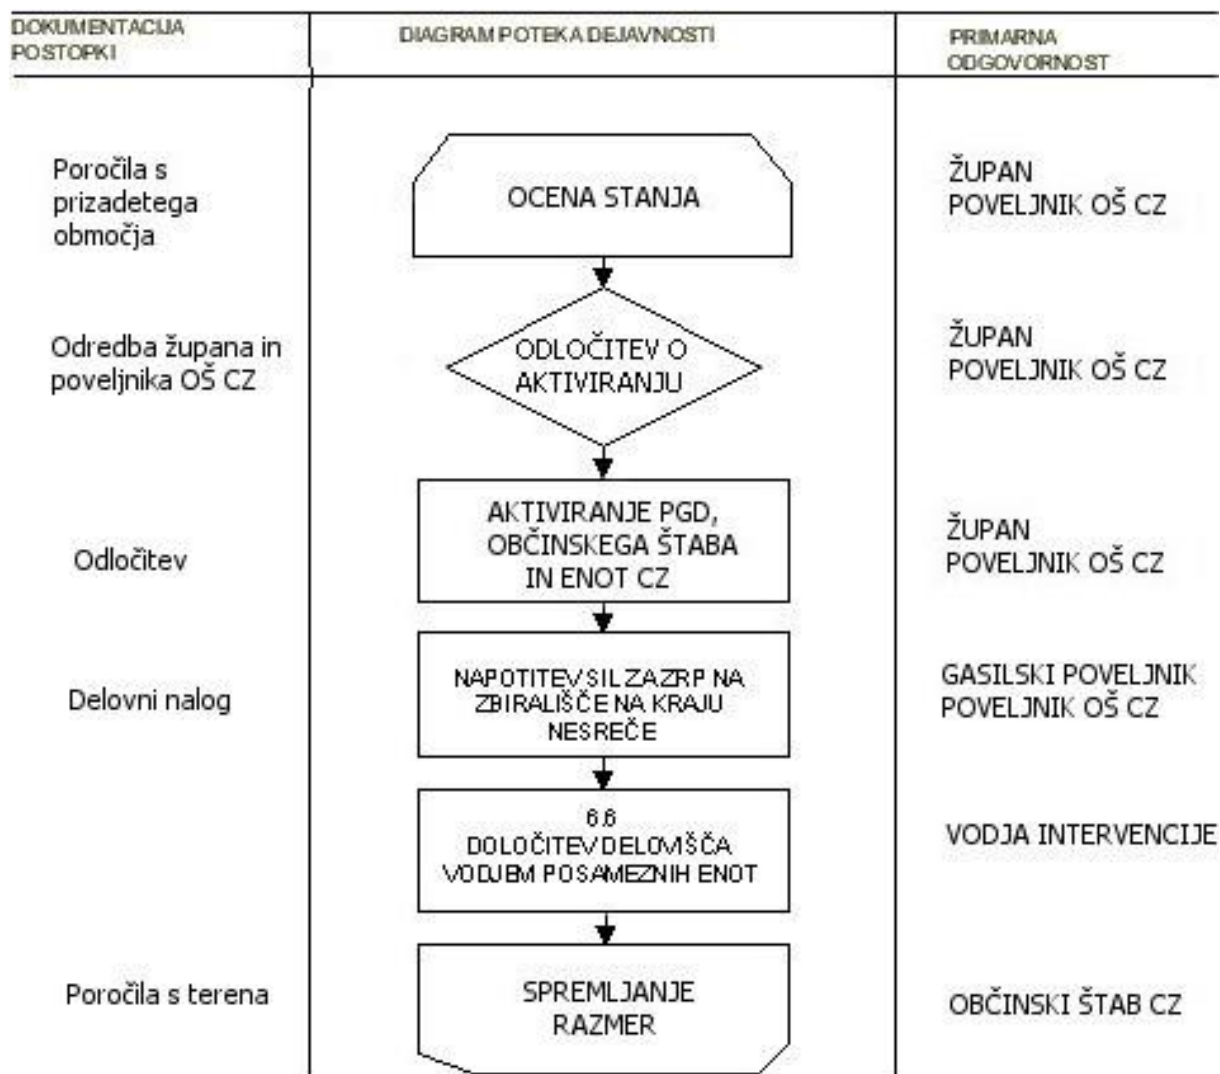 DOKUMENTACIJA
POSTOPKI
DIAGRAM POTEKA DEJAVNOSTI
PRIMARNA
ODGOVORNOST
Poročila s
prizadetega
območja
OCENA STANJA
ŽUPAN
POVELJNIK OŠ CZ
Odredba župana in
poveljnika OŠ CZ
ODLOČITEV O
AKTIVIRANJU
ŽUPAN
POVELJNIK OŠ CZ
Odločitev
AKTIVIRANJE PGD,
OBČINSKEGA ŠTABA
IN ENOT CZ
ŽUPAN
POVELJNIK OŠ CZ
Delovni nalog
NAPOTITEV SIL ZA ZRP NA
ZBIRALIŠČE NA KRAJU
NESREČE
GASILSKI POVELJNIK
POVELJNIK OŠ CZ
6.6
DOLOČITEV DELOVIŠČA
VODJEM POSAMEZNIH ENOT
VODJA INTERVENCIJE
Poročila s terena
SPREMLJANJE
RAZMER
OBČINSKI ŠTAB CZ